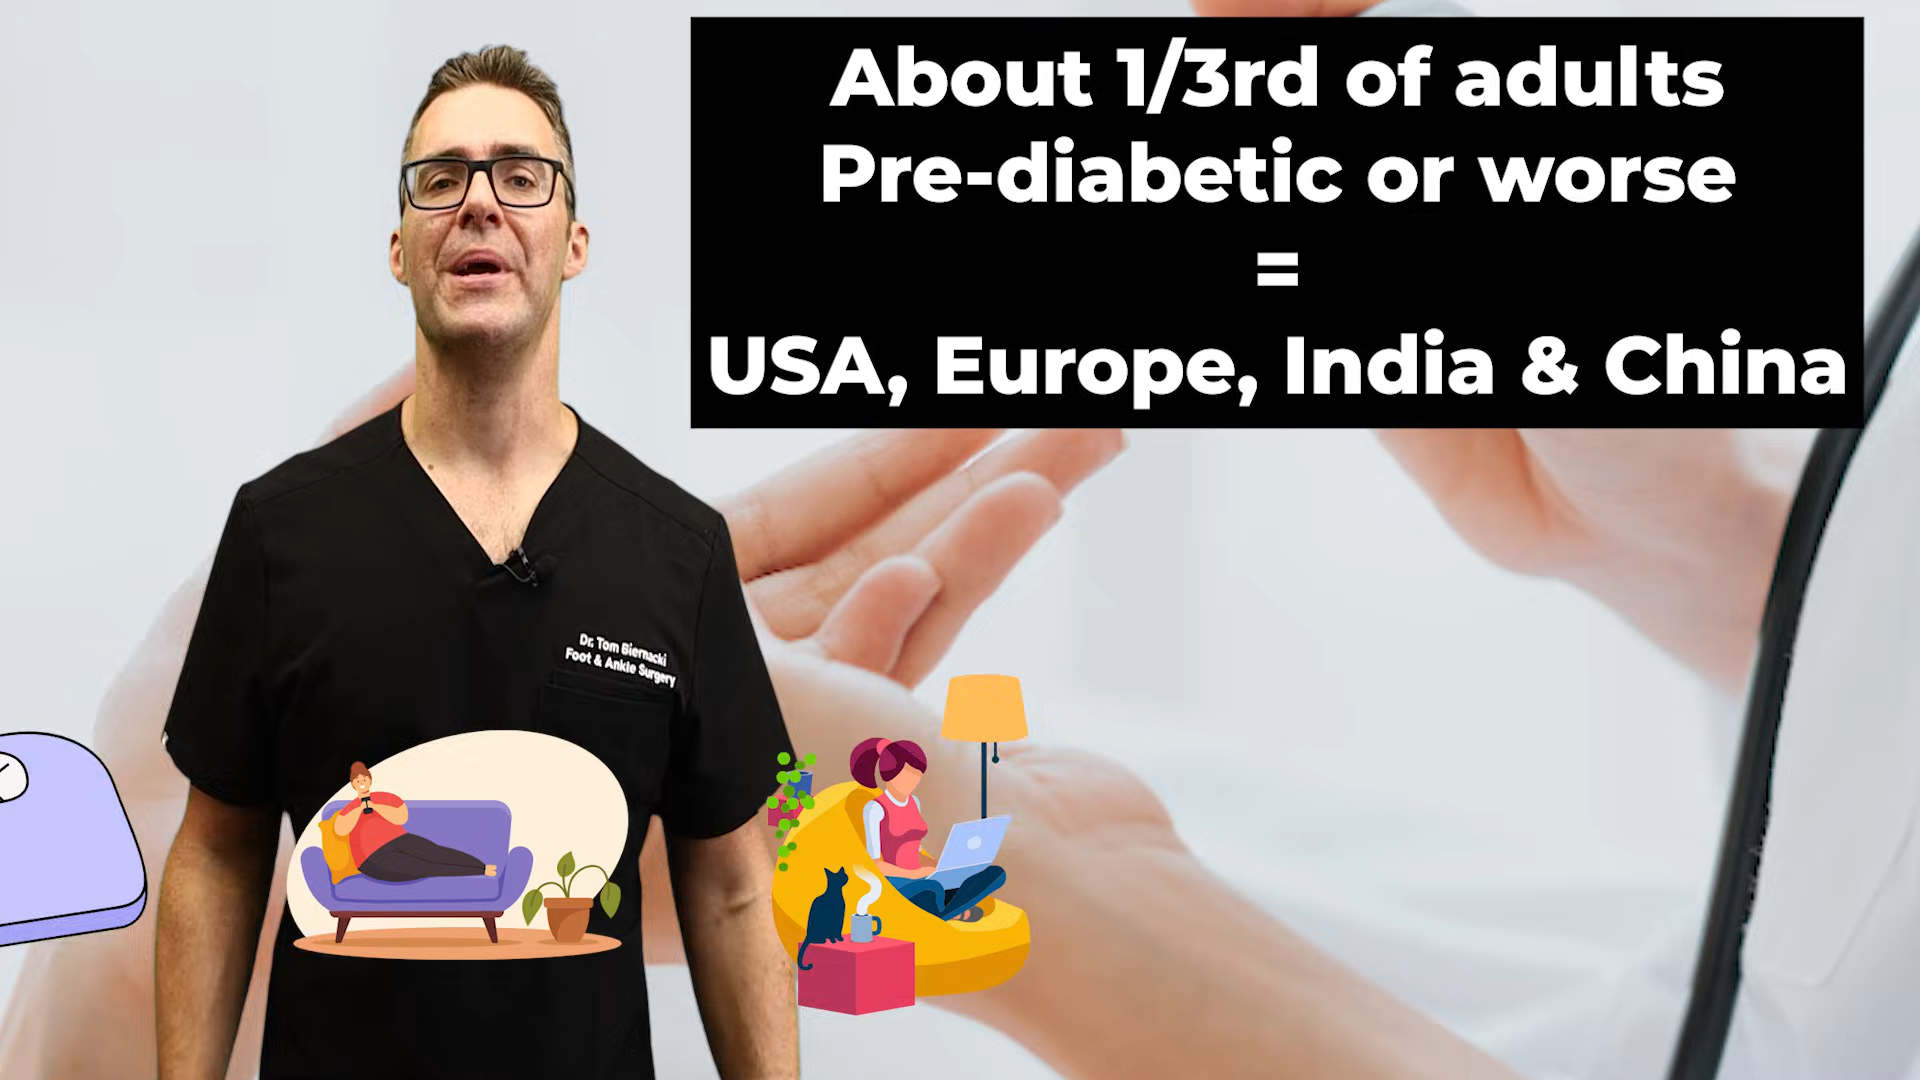 About 1/3rd of adults
Pre-diabetic or worse
=
USA, Europe, India & China
Dr. Tom Biernacki
Foot & Ankle Surgery